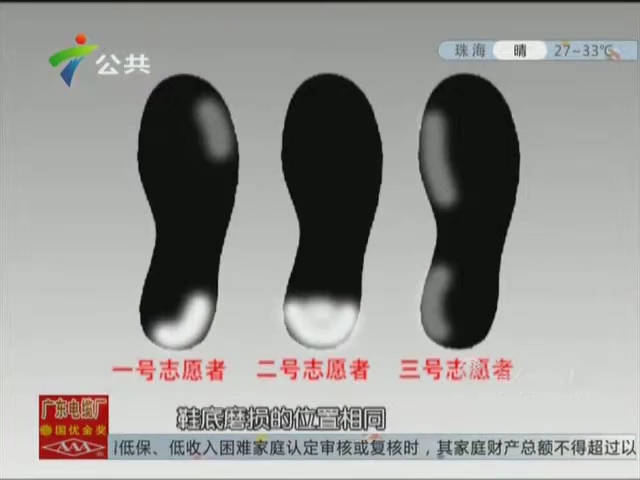 公共
珠海 晴 27~33℃
一号志愿者 二号志愿者 三号志愿者
鞋底磨损的位置相同
广东电缆厂
国优金奖
低保、低收入困难家庭认定审核或复核时，其家庭财产总额不得超过以